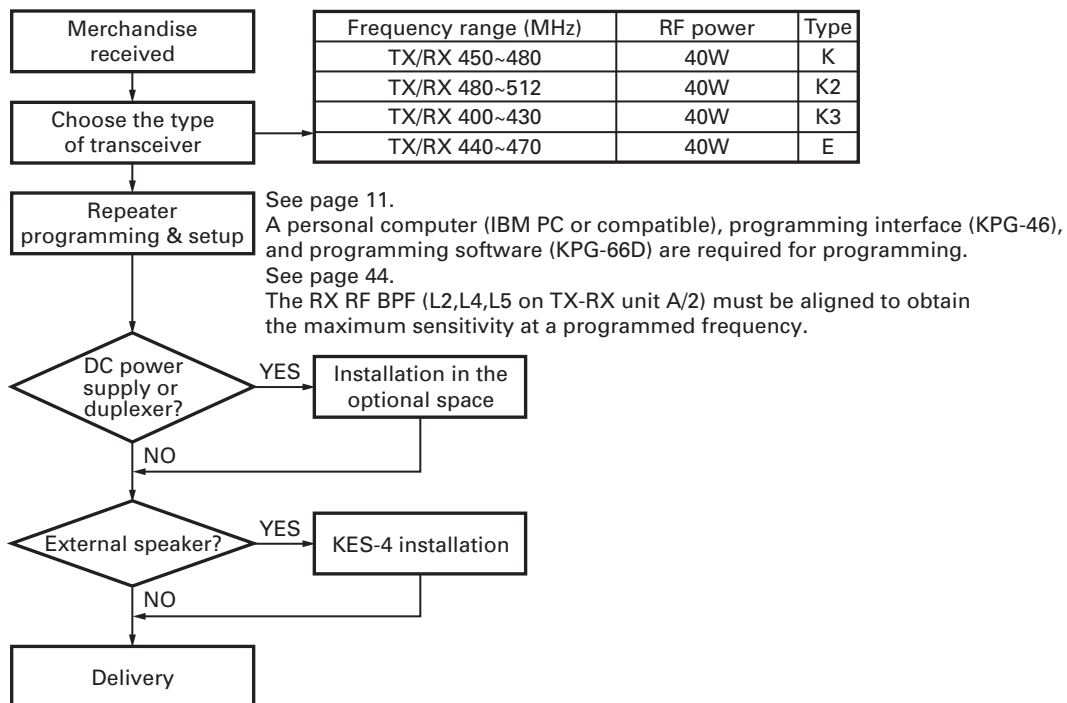 Merchandise
received
Frequency range (MHz) RF power Type
TX/RX 450~480 40W K
TX/RX 480~512 40W K2
TX/RX 400~430 40W K3
TX/RX 440~470 40W E
Choose the type
of transceiver
Repeater
programming & setup
See page 11.
A personal computer (IBM PC or compatible), programming interface (KPG-46),
and programming software (KPG-66D) are required for programming.
See page 44.
The RX RF BPF (L2,L4,L5 on TX-RX unit A/2) must be aligned to obtain
the maximum sensitivity at a programmed frequency.
DC power
supply or
duplexer?
YES
Installation in the
optional space
NO
External speaker?
YES
KES-4 installation
NO
Delivery